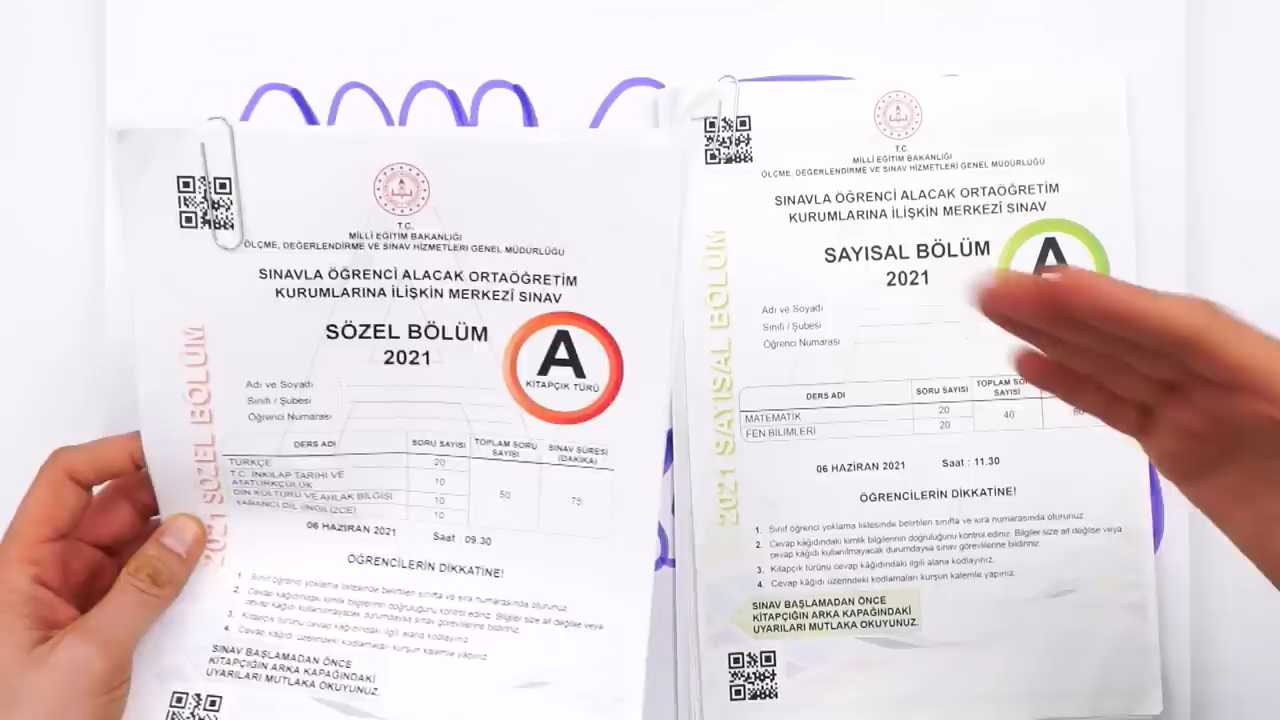 T.C.
MİLLİ EĞİTİM BAKANLIĞI
ÖLÇME, DEĞERLENDİRME VE SINAV HİZMETLERİ GENEL MÜDÜRLÜĞÜ
SINAVLA ÖĞRENCİ ALACAK ORTAÖĞRETİM
KURUMLARINA İLİŞKİN MERKEZÎ SINAV
SÖZEL BÖLÜM
2021
A
KİTAPÇIK TÜRÜ
Adı ve Soyadı
Sınıfı / Şubesi
Öğrenci Numarası
2021 SÖZEL BÖLÜM
DERS ADI SORU SAYISI TOPLAM SORU SAYISI SINAV SÜRESİ (DAKİKA)
TÜRKÇE 20
T.C. İNKILAP TARİHİ VE
ATATÜRKÇÜLÜK 10
DİN KÜLTÜRÜ VE AHLAK BİLGİSİ 10
YABANCI DİL (İNGİLİZCE) 10
50 75
06 HAZİRAN 2021 Saat : 09.30
ÖĞRENCİLERİN DİKKATİNE!
1. Sınıf öğrenci yoklama listesinde belirtilen sınıfta ve sıra numarasında oturunuz.
2. Cevap kâğıdındaki kimlik bilgilerinin doğruluğunu kontrol ediniz. Bilgiler size ait değilse veya
cevap kâğıdı kullanılmayacak durumdaysa sınav görevlilerine bildiriniz.
3. Kitapçık türünü cevap kâğıdındaki ilgili alana kodlayınız.
4. Cevap kâğıdı üzerindeki kodlamaları kurşun kalemle yapınız.
SINAV BAŞLAMADAN ÖNCE
KİTAPÇIĞIN ARKA KAPAĞINDAKİ
UYARILARI MUTLAKA OKUYUNUZ.
T.C.
MİLLÎ EĞİTİM BAKANLIĞI
ÖLÇME, DEĞERLENDİRME VE SINAV HİZMETLERİ GENEL MÜDÜRLÜĞÜ
SINAVLA ÖĞRENCİ ALACAK ORTAÖĞRETİM
KURUMLARINA İLİŞKİN MERKEZÎ SINAV
SAYISAL BÖLÜM
2021
A
Adı ve Soyadı
Sınıfı / Şubesi
Öğrenci Numarası
2021 SAYISAL BÖLÜM
DERS ADI SORU SAYISI TOPLAM SAYISI
MATEMATİK 20
FEN BİLİMLERİ 20
40 80
06 HAZİRAN 2021 Saat : 11.30
ÖĞRENCİLERİN DİKKATİNE!
1. Sınıf öğrenci yoklama listesinde belirtilen sınıfta ve sıra numarasında oturunuz.
2. Cevap kâğıdındaki kimlik bilgilerinin doğruluğunu kontrol ediniz. Bilgiler size ait değilse veya
cevap kâğıdı kullanılmayacak durumdaysa sınav görevlilerine bildiriniz.
3. Kitapçık türünü cevap kâğıdındaki ilgili alana kodlayınız.
4. Cevap kâğıdı üzerindeki kodlamaları kurşun kalemle yapınız.
SINAV BAŞLAMADAN ÖNCE
KİTAPÇIĞIN ARKA KAPAĞINDAKİ
UYARILARI MUTLAKA OKUYUNUZ.